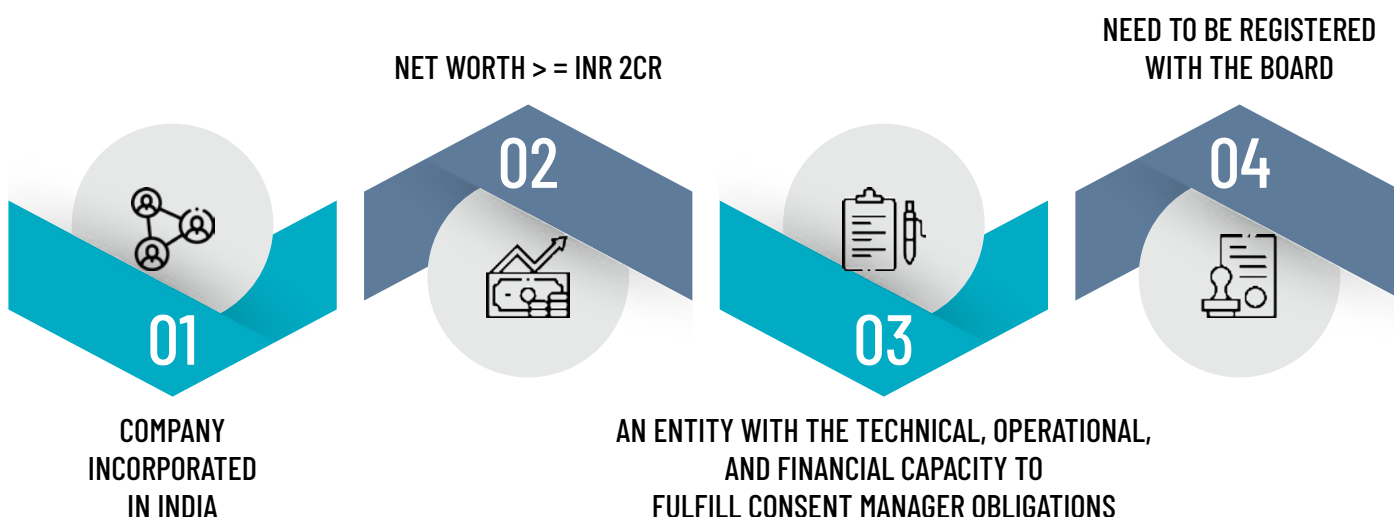 01
COMPANY
INCORPORATED
IN INDIA
NET WORTH > = INR 2CR
02
03
AN ENTITY WITH THE TECHNICAL, OPERATIONAL,
AND FINANCIAL CAPACITY TO
FULFILL CONSENT MANAGER OBLIGATIONS
NEED TO BE REGISTERED
WITH THE BOARD
04